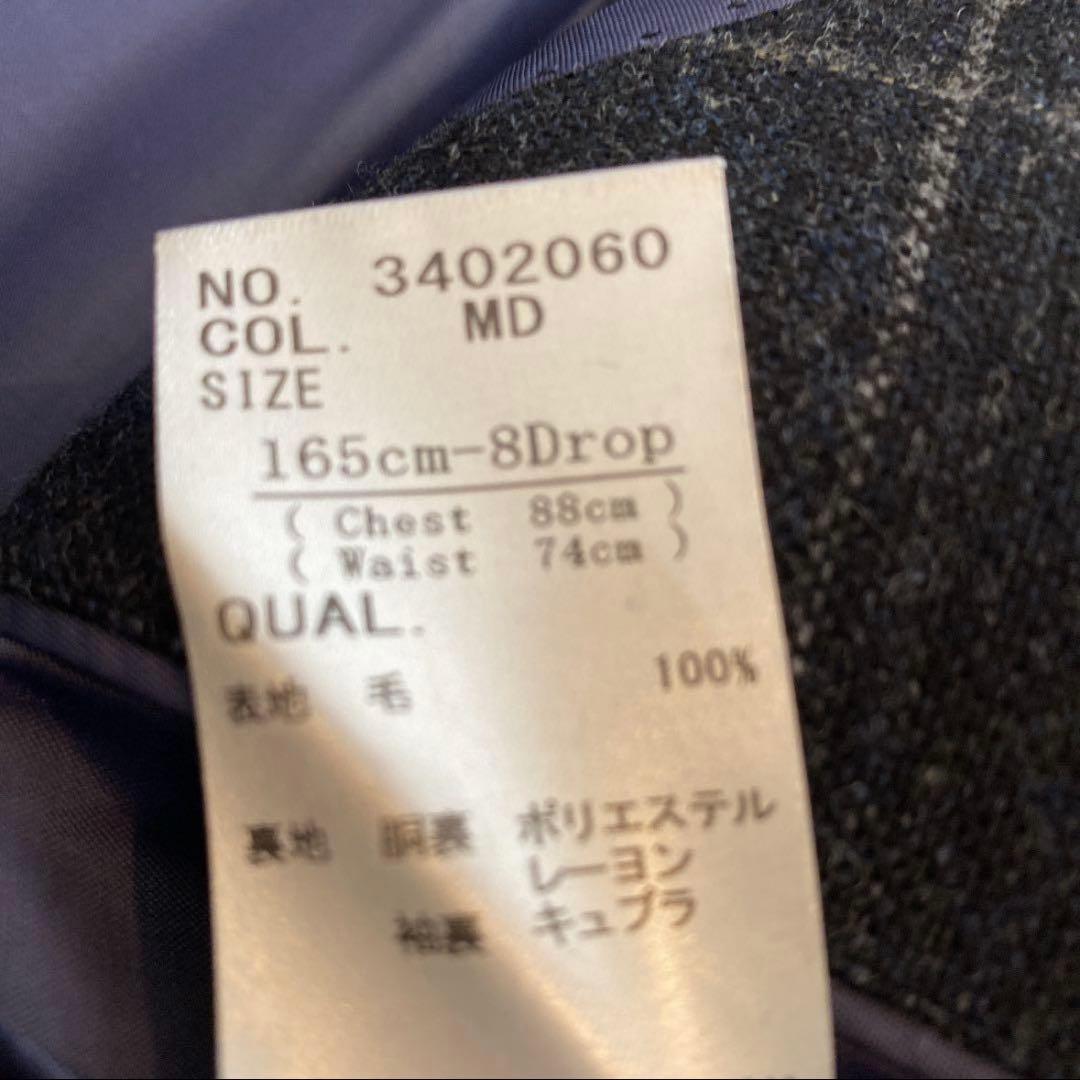 NO. 3402060
COL. MD
SIZE
165cm-8Drop
( Chest 88cm )
( Waist 74cm )
QUAL.
表地 毛 100%
裏地 胴裏 ポリエステル
レーヨン
袖裏 キュプラ